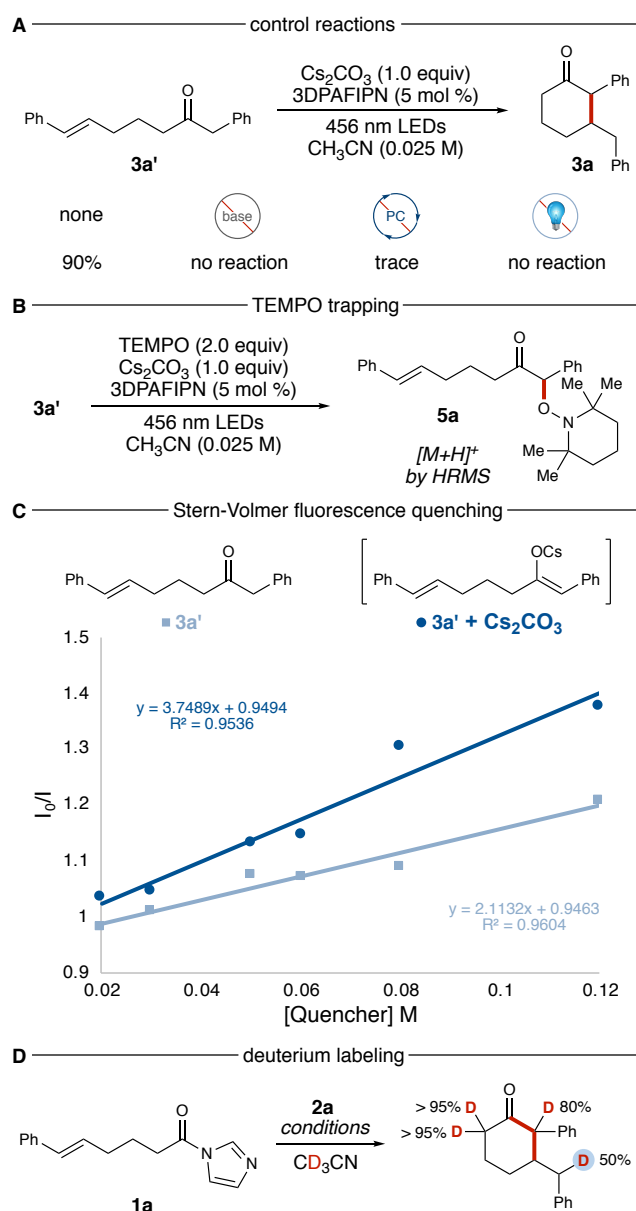 A control reactions
Cs₂CO₃ (1.0 equiv)
3DPAFIPN (5 mol %)
456 nm LEDs
CH₃CN (0.025 M)
Ph
O
Ph
3a'
O
Ph
Ph
3a
none
base
PC
90%
no reaction
trace
no reaction
B TEMPO trapping
3a'
TEMPO (2.0 equiv)
Cs₂CO₃ (1.0 equiv)
3DPAFIPN (5 mol %)
456 nm LEDs
CH₃CN (0.025 M)
Ph
O
Ph
O
N
Me
Me
Me
Me
5a
[M+H]⁺
by HRMS
C Stern-Volmer fluorescence quenching
Ph
O
Ph
3a'
Ph
OCs
Ph
3a' + Cs₂CO₃
1.5
1.4
1.3
1.2
1.1
1
0.9
I₀/I
y = 3.7489x + 0.9494
R² = 0.9536
y = 2.1132x + 0.9463
R² = 0.9604
0.02 0.04 0.06 0.08 0.1 0.12
[Quencher] M
D deuterium labeling
Ph
O
N
N
1a
2a
conditions
CD₃CN
O
> 95% D
> 95% D
D 80%
Ph
D 50%
Ph